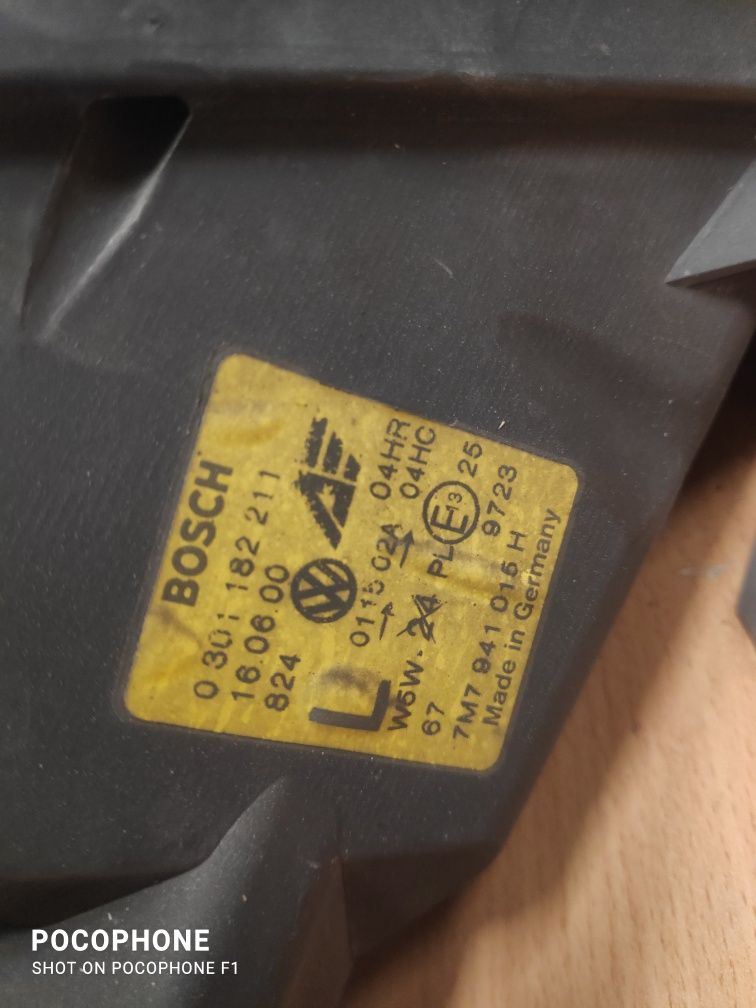 BOSCH
0 301 182 211
16.06.00
824
L
0115 02A 04HR
04HC
W5W-24 PL E13 25
67 9723
7M7 941 015 H
Made in Germany
POCOPHONE
SHOT ON POCOPHONE F1